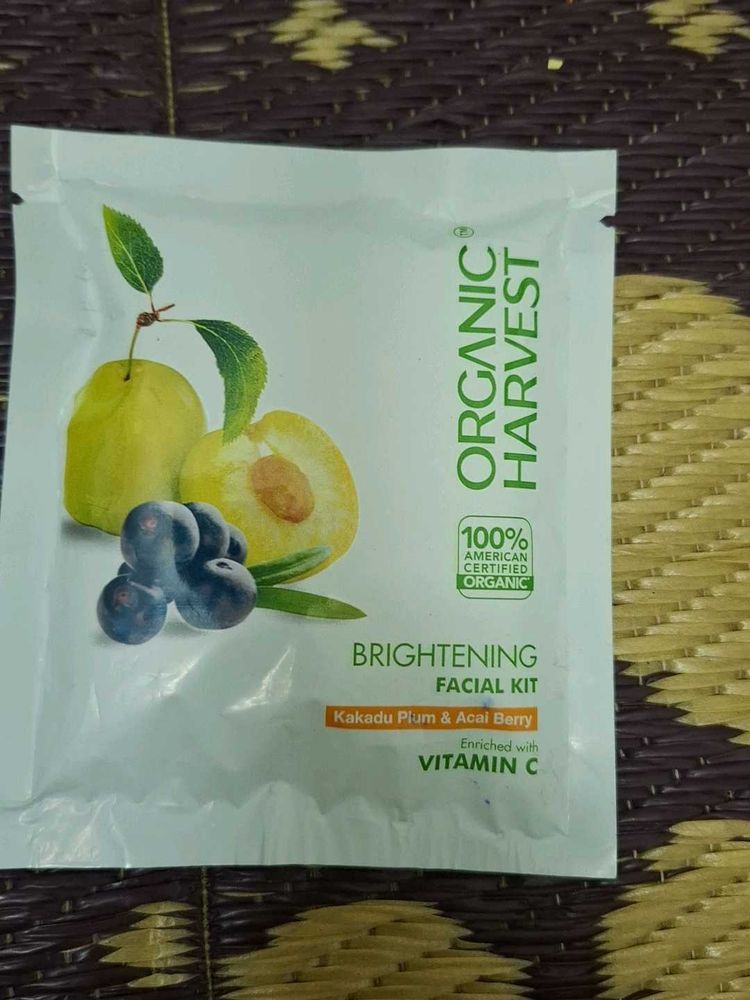 ORGANIC
HARVEST
100%
AMERICAN
CERTIFIED
ORGANIC
BRIGHTENING
FACIAL KIT
Kakadu Plum & Acai Berry
Enriched with
VITAMIN C